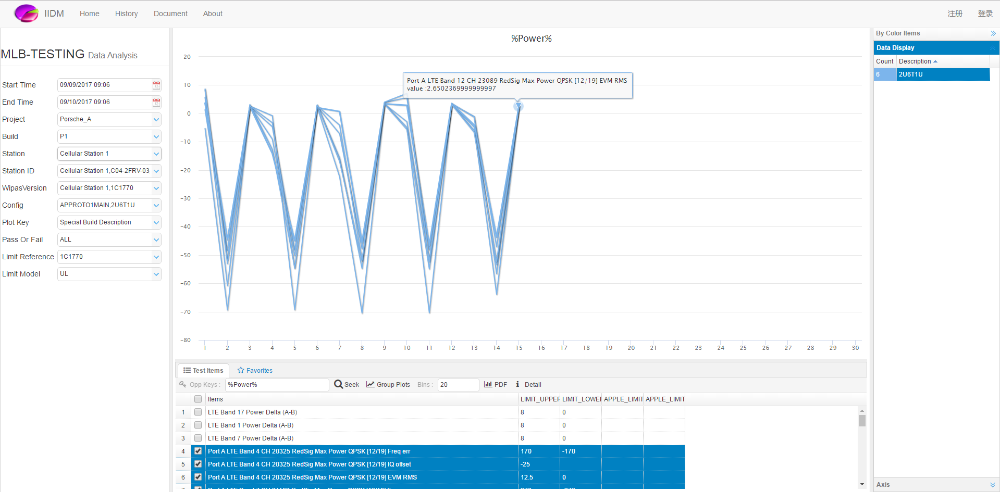 IIDM Home History Document About 注册 登录
MLB-TESTING Data Analysis
Start Time 09/09/2017 09:06
End Time 09/10/2017 09:06
Project Porsche_A
Build P1
Station Cellular Station 1
Station ID Cellular Station 1,C04-2FRV-03
WipasVersion Cellular Station 1,1C1770
Config APPROTO1MAIN,2U6T1U
Plot Key Special Build Description
Pass Or Fail ALL
Limit Reference 1C1770
Limit Model UL
%Power%
20
10
0
-10
-20
-30
-40
-50
-60
-70
-80
Port A LTE Band 12 CH 23089 RedSig Max Power QPSK [12/19] EVM RMS
value :2.6502369999999997
1 2 3 4 5 6 7 8 9 10 11 12 13 14 15 16 17 18 19 20 21 22 23 24 25 26 27 28 29 30
Test Items Favorites
Opp Keys : %Power% Seek Group Plots Bins : 20 PDF Detail
Items LIMIT_UPPER LIMIT_LOWER APPLE_LIMIT APPLE_LIMIT
1 LTE Band 17 Power Delta (A-B) 8 0
2 LTE Band 1 Power Delta (A-B) 8 0
3 LTE Band 7 Power Delta (A-B) 8 0
4 Port A LTE Band 4 CH 20325 RedSig Max Power QPSK [12/19] Freq err 170 -170
5 Port A LTE Band 4 CH 20325 RedSig Max Power QPSK [12/19] IQ offset -25
6 Port A LTE Band 4 CH 20325 RedSig Max Power QPSK [12/19] EVM RMS 12.5 0
By Color Items
Data Display
Count Description
6 2U6T1U
Axis